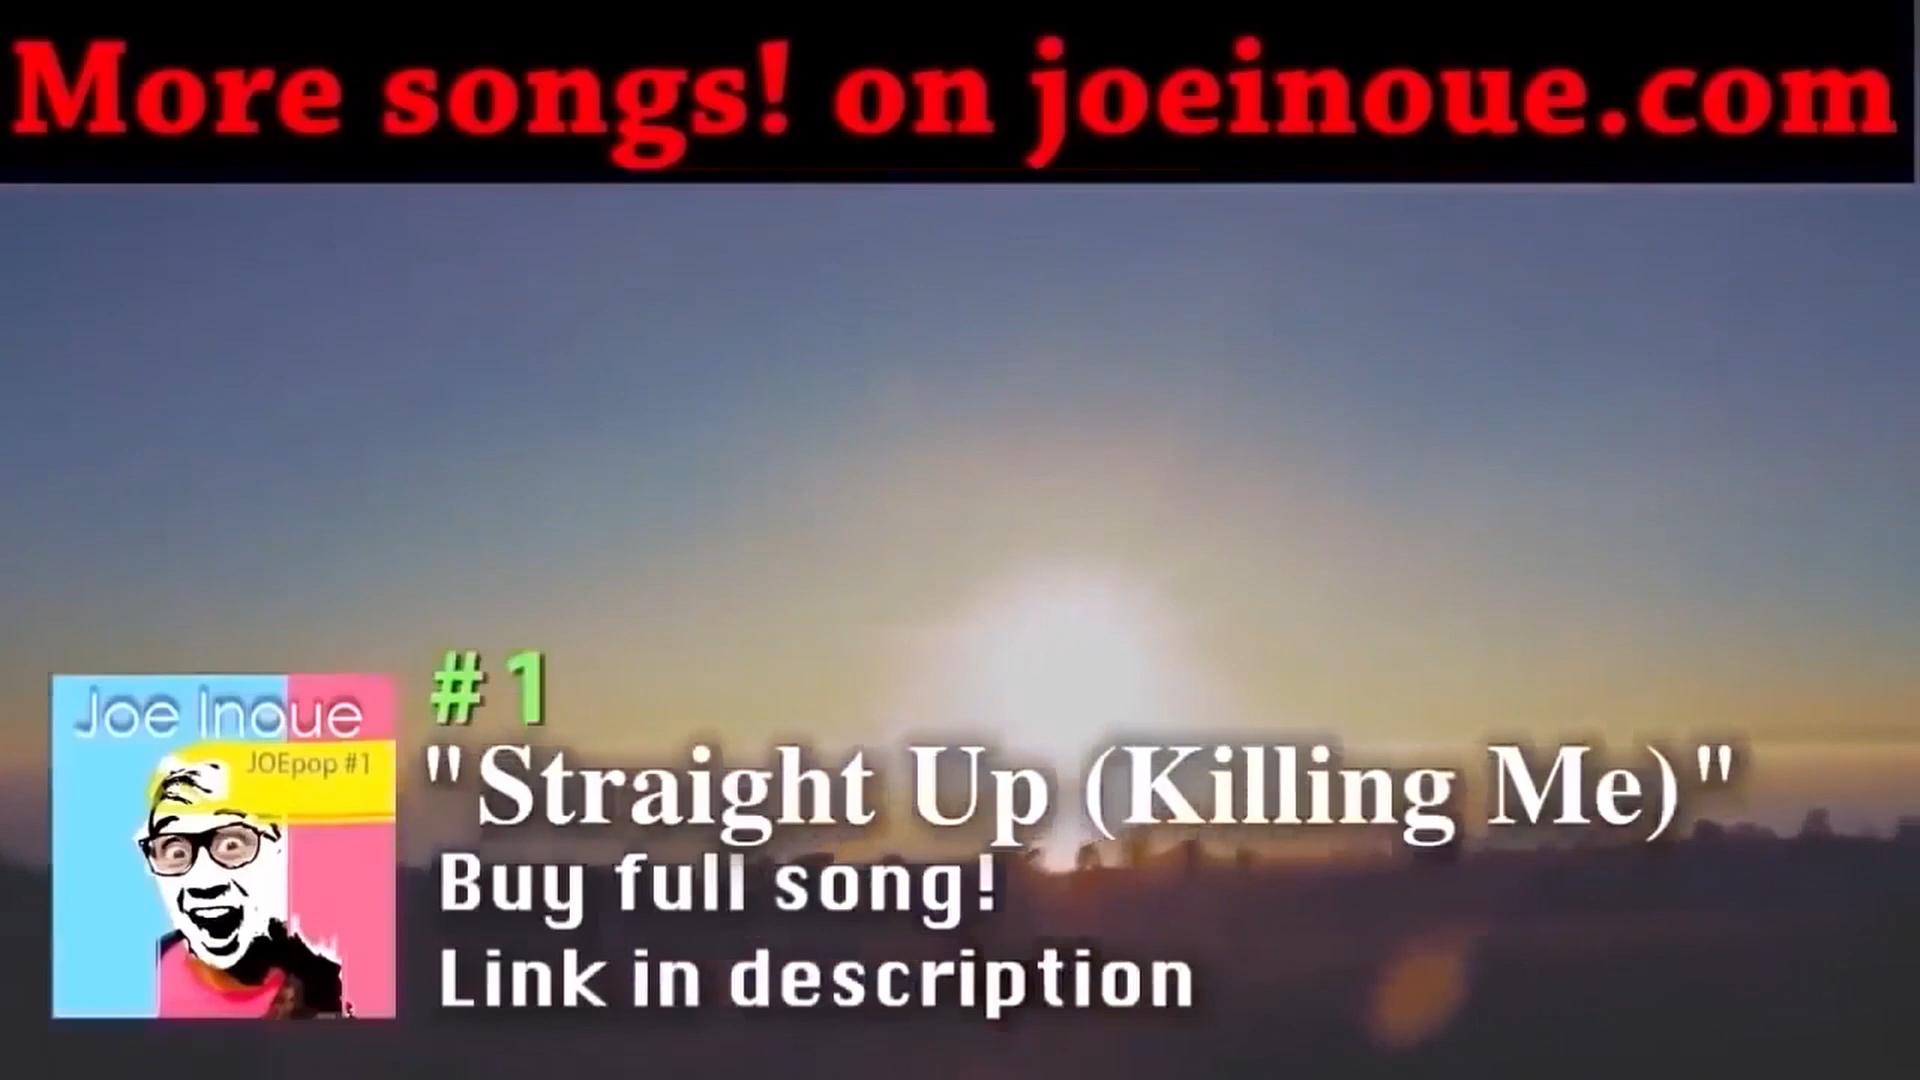 More songs! on joeinoue.com
#1
Joe Inoue
JOEpop #1
"Straight Up (Killing Me)"
Buy full song!
Link in description